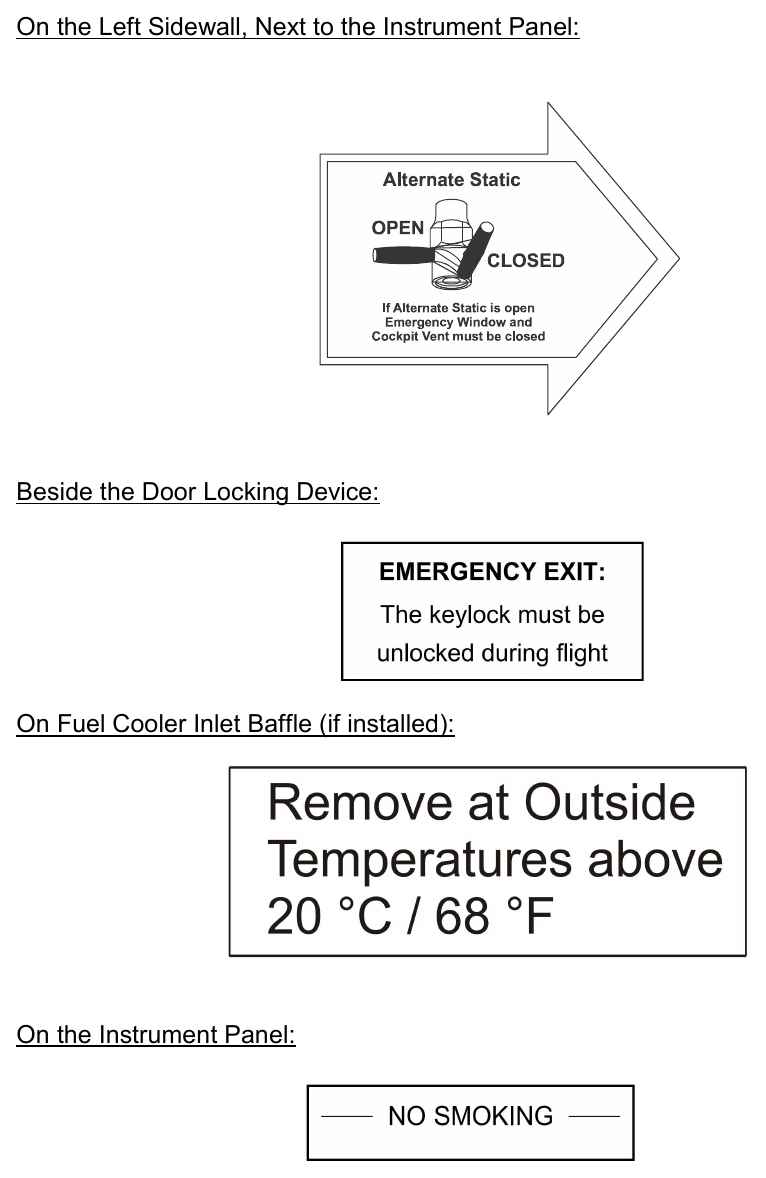 On the Left Sidewall, Next to the Instrument Panel:
Alternate Static
OPEN
CLOSED
If Alternate Static is open
Emergency Window and
Cockpit Vent must be closed
Beside the Door Locking Device:
EMERGENCY EXIT:
The keylock must be
unlocked during flight
On Fuel Cooler Inlet Baffle (if installed):
Remove at Outside
Temperatures above
20 °C / 68 °F
On the Instrument Panel:
NO SMOKING